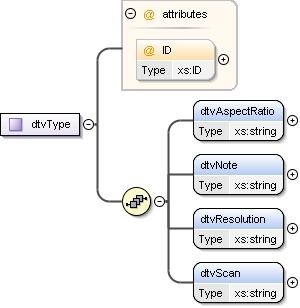 attributes
@ ID
Type xs:ID
dtvType
dtvAspectRatio
Type xs:string
dtvNote
Type xs:string
dtvResolution
Type xs:string
dtvScan
Type xs:string